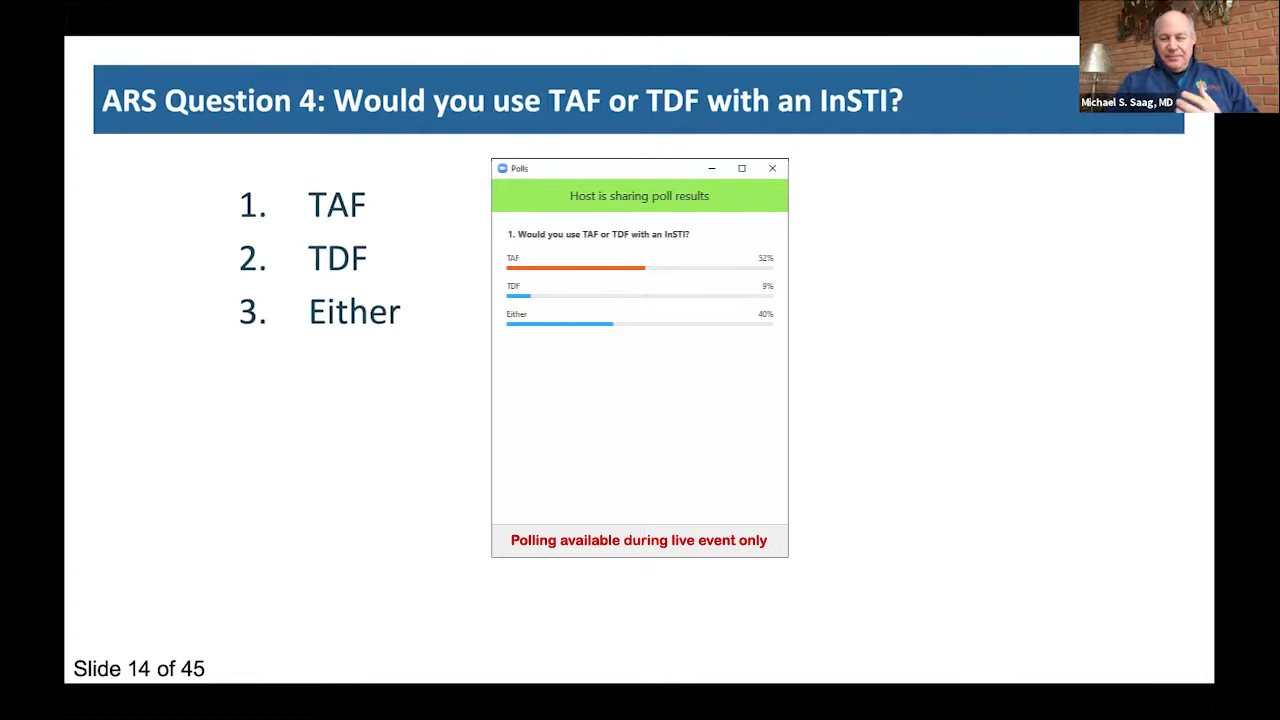 ARS Question 4: Would you use TAF or TDF with an InSTI?
Michael S. Saag, MD
1. TAF
2. TDF
3. Either
Polls
Host is sharing poll results
1. Would you use TAF or TDF with an InSTI?
TAF 52%
TDF 9%
Either 40%
Polling available during live event only
Slide 14 of 45